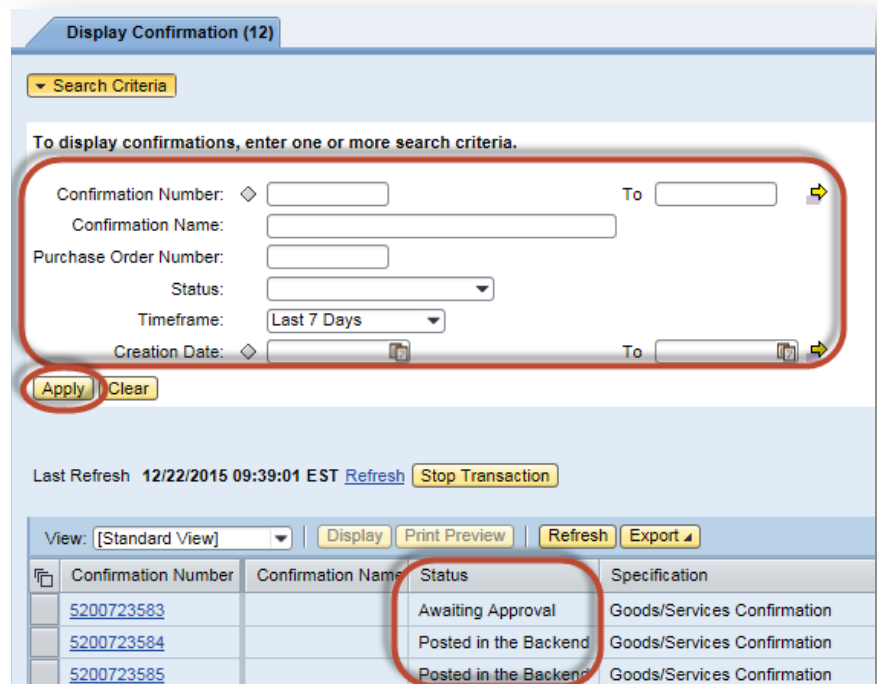 Display Confirmation (12)
Search Criteria
To display confirmations, enter one or more search criteria.
Confirmation Number: To
Confirmation Name:
Purchase Order Number:
Status:
Timeframe: Last 7 Days
Creation Date: To
Apply Clear
Last Refresh 12/22/2015 09:39:01 EST Refresh Stop Transaction
View: [Standard View] Display Print Preview Refresh Export
Confirmation Number Confirmation Name Status Specification
5200723583 Awaiting Approval Goods/Services Confirmation
5200723584 Posted in the Backend Goods/Services Confirmation
5200723585 Posted in the Backend Goods/Services Confirmation